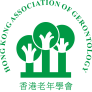 HONG KONG ASSOCIATION OF GERONTOLOGY
香港老年學會